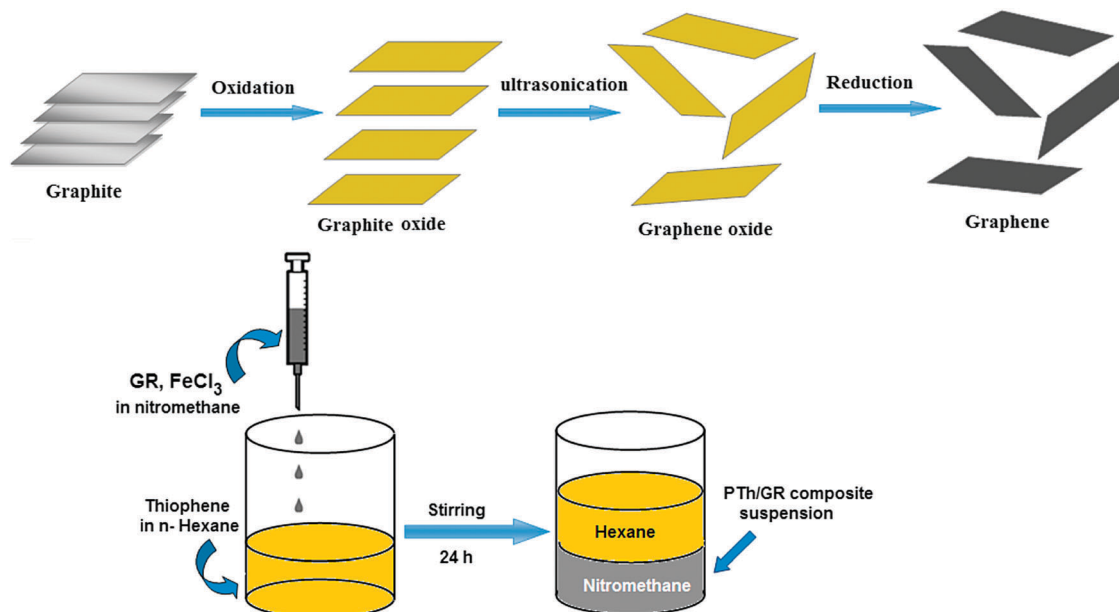 Oxidation
ultrasonication
Reduction
Graphite
Graphite oxide
Graphene oxide
Graphene
GR, FeCl₃
in nitromethane
Thiophene
in n- Hexane
Stirring
24 h
Hexane
Nitromethane
PTh/GR composite
suspension